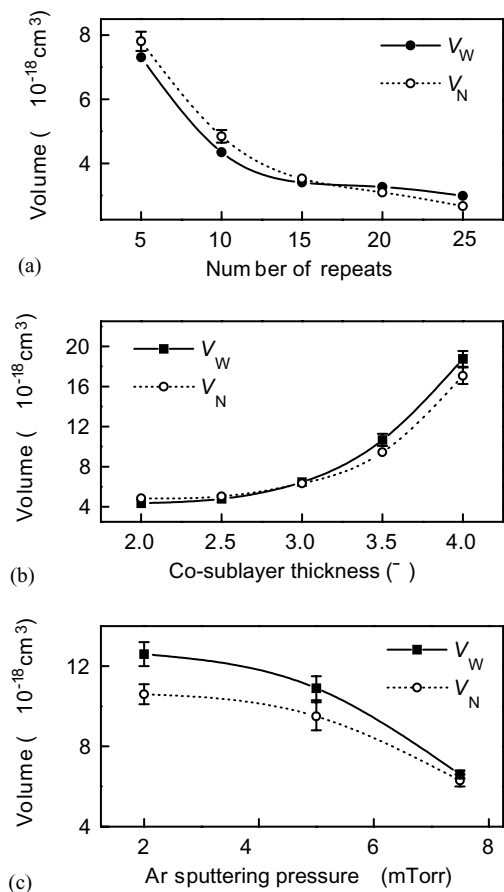 8
6
4
Volume ( 10⁻¹⁸cm³)
V_W
V_N
5 10 15 20 25
Number of repeats
(a)
20
16
12
8
4
Volume ( 10⁻¹⁸cm³)
V_W
V_N
2.0 2.5 3.0 3.5 4.0
Co-sublayer thickness (¯ )
(b)
12
8
4
Volume ( 10⁻¹⁸cm³)
V_W
V_N
2 4 6 8
Ar sputtering pressure (mTorr)
(c)